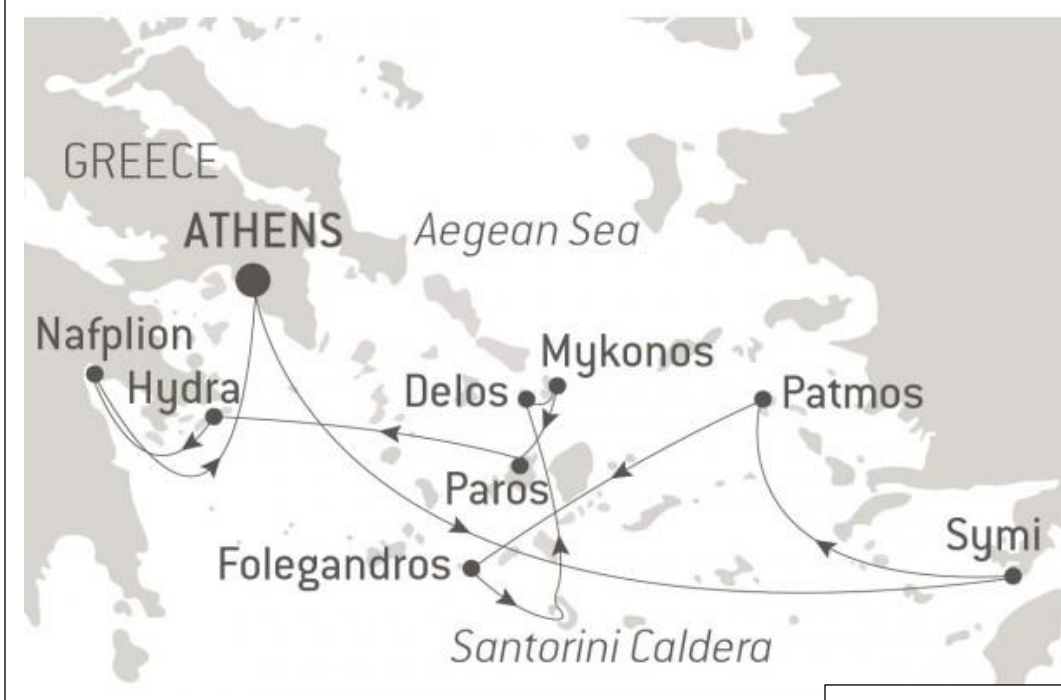 GREECE
ATHENS
Aegean Sea
Nafplion
Mykonos
Hydra
Delos
Patmos
Paros
Symi
Folegandros
Santorini Caldera